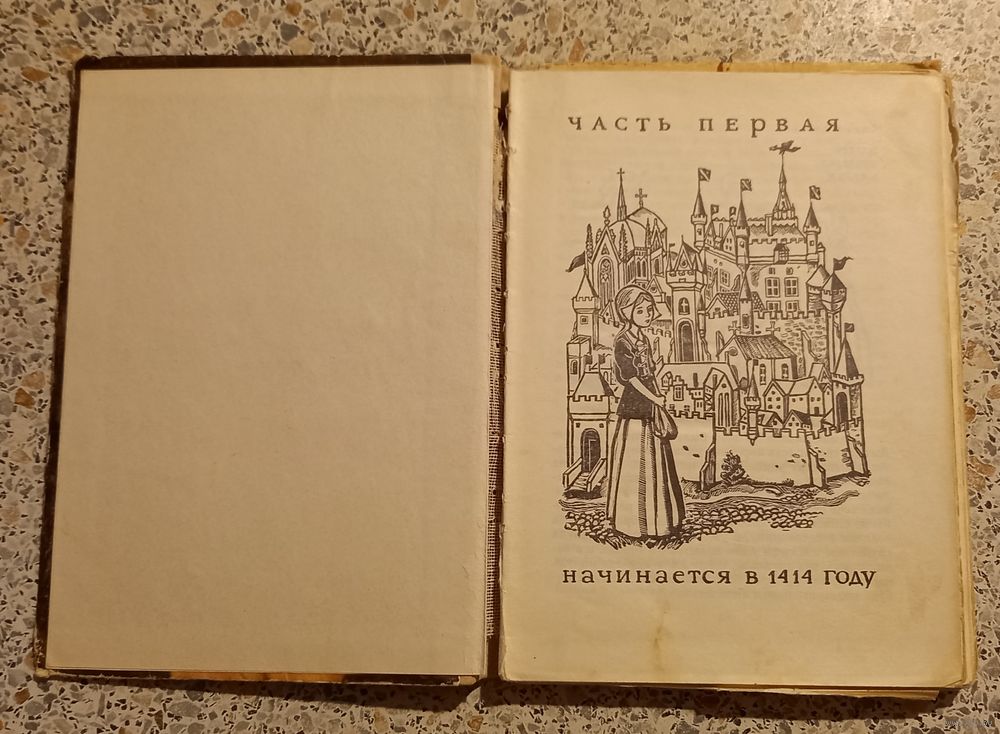 ЧАСТЬ ПЕРВАЯ
начинается в 1414 году